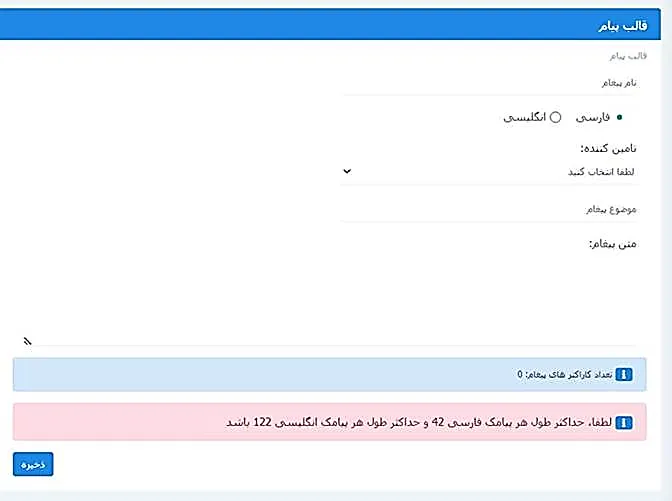 قالب پیام
قالب پیام
نام پیغام
فارسی انگلیسی
تامین کننده:
لطفا انتخاب کنید
موضوع پیغام
متن پیغام:
تعداد کاراکتر های پیغام: 0
لطفا، حداکثر طول هر پیامک فارسی 42 و حداکثر طول هر پیامک انگلیسی 122 باشد
ذخیره